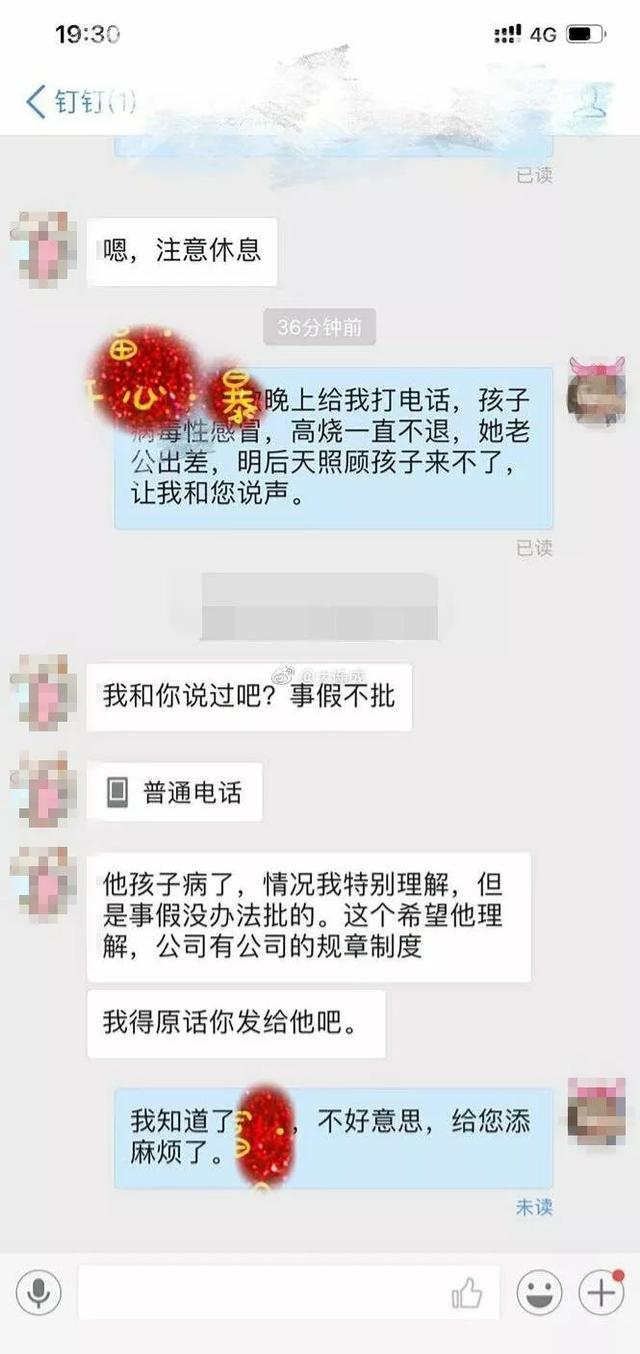 19:30
4G
钉钉(1)
已读
嗯，注意休息
36分钟前
暴
晚上给我打电话，孩子
病毒性感冒，高烧一直不退，她老
公出差，明后天照顾孩子来不了，
让我和您说声。
已读
我和你说过吧？事假不批
普通电话
他孩子病了，情况我特别理解，但
是事假没办法批的。这个希望他理
解，公司有公司的规章制度
我得原话你发给他吧。
我知道了，不好意思，给您添
麻烦了。
未读